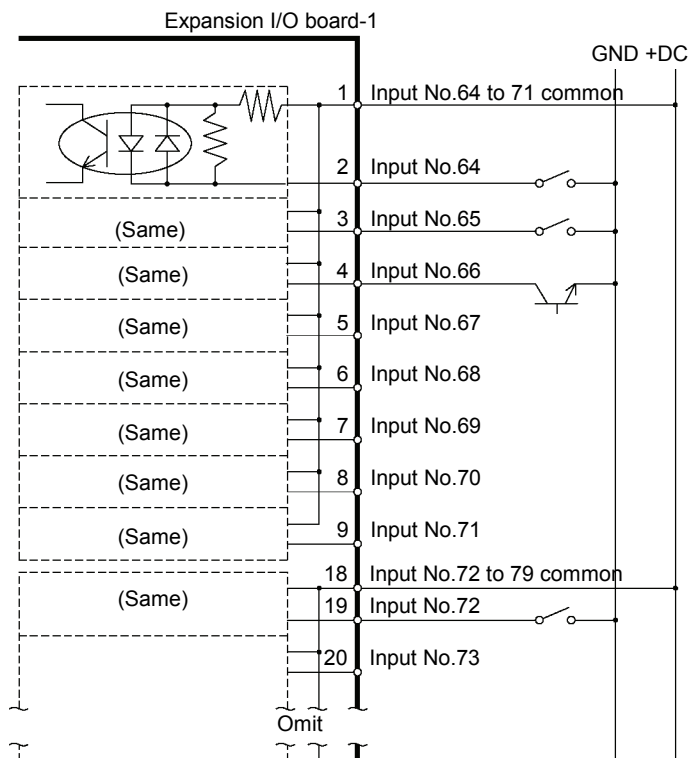 Expansion I/O board-1
GND +DC
1 Input No.64 to 71 common
2 Input No.64
(Same) 3 Input No.65
(Same) 4 Input No.66
(Same) 5 Input No.67
(Same) 6 Input No.68
(Same) 7 Input No.69
(Same) 8 Input No.70
(Same) 9 Input No.71
18 Input No.72 to 79 common
(Same) 19 Input No.72
20 Input No.73
Omit